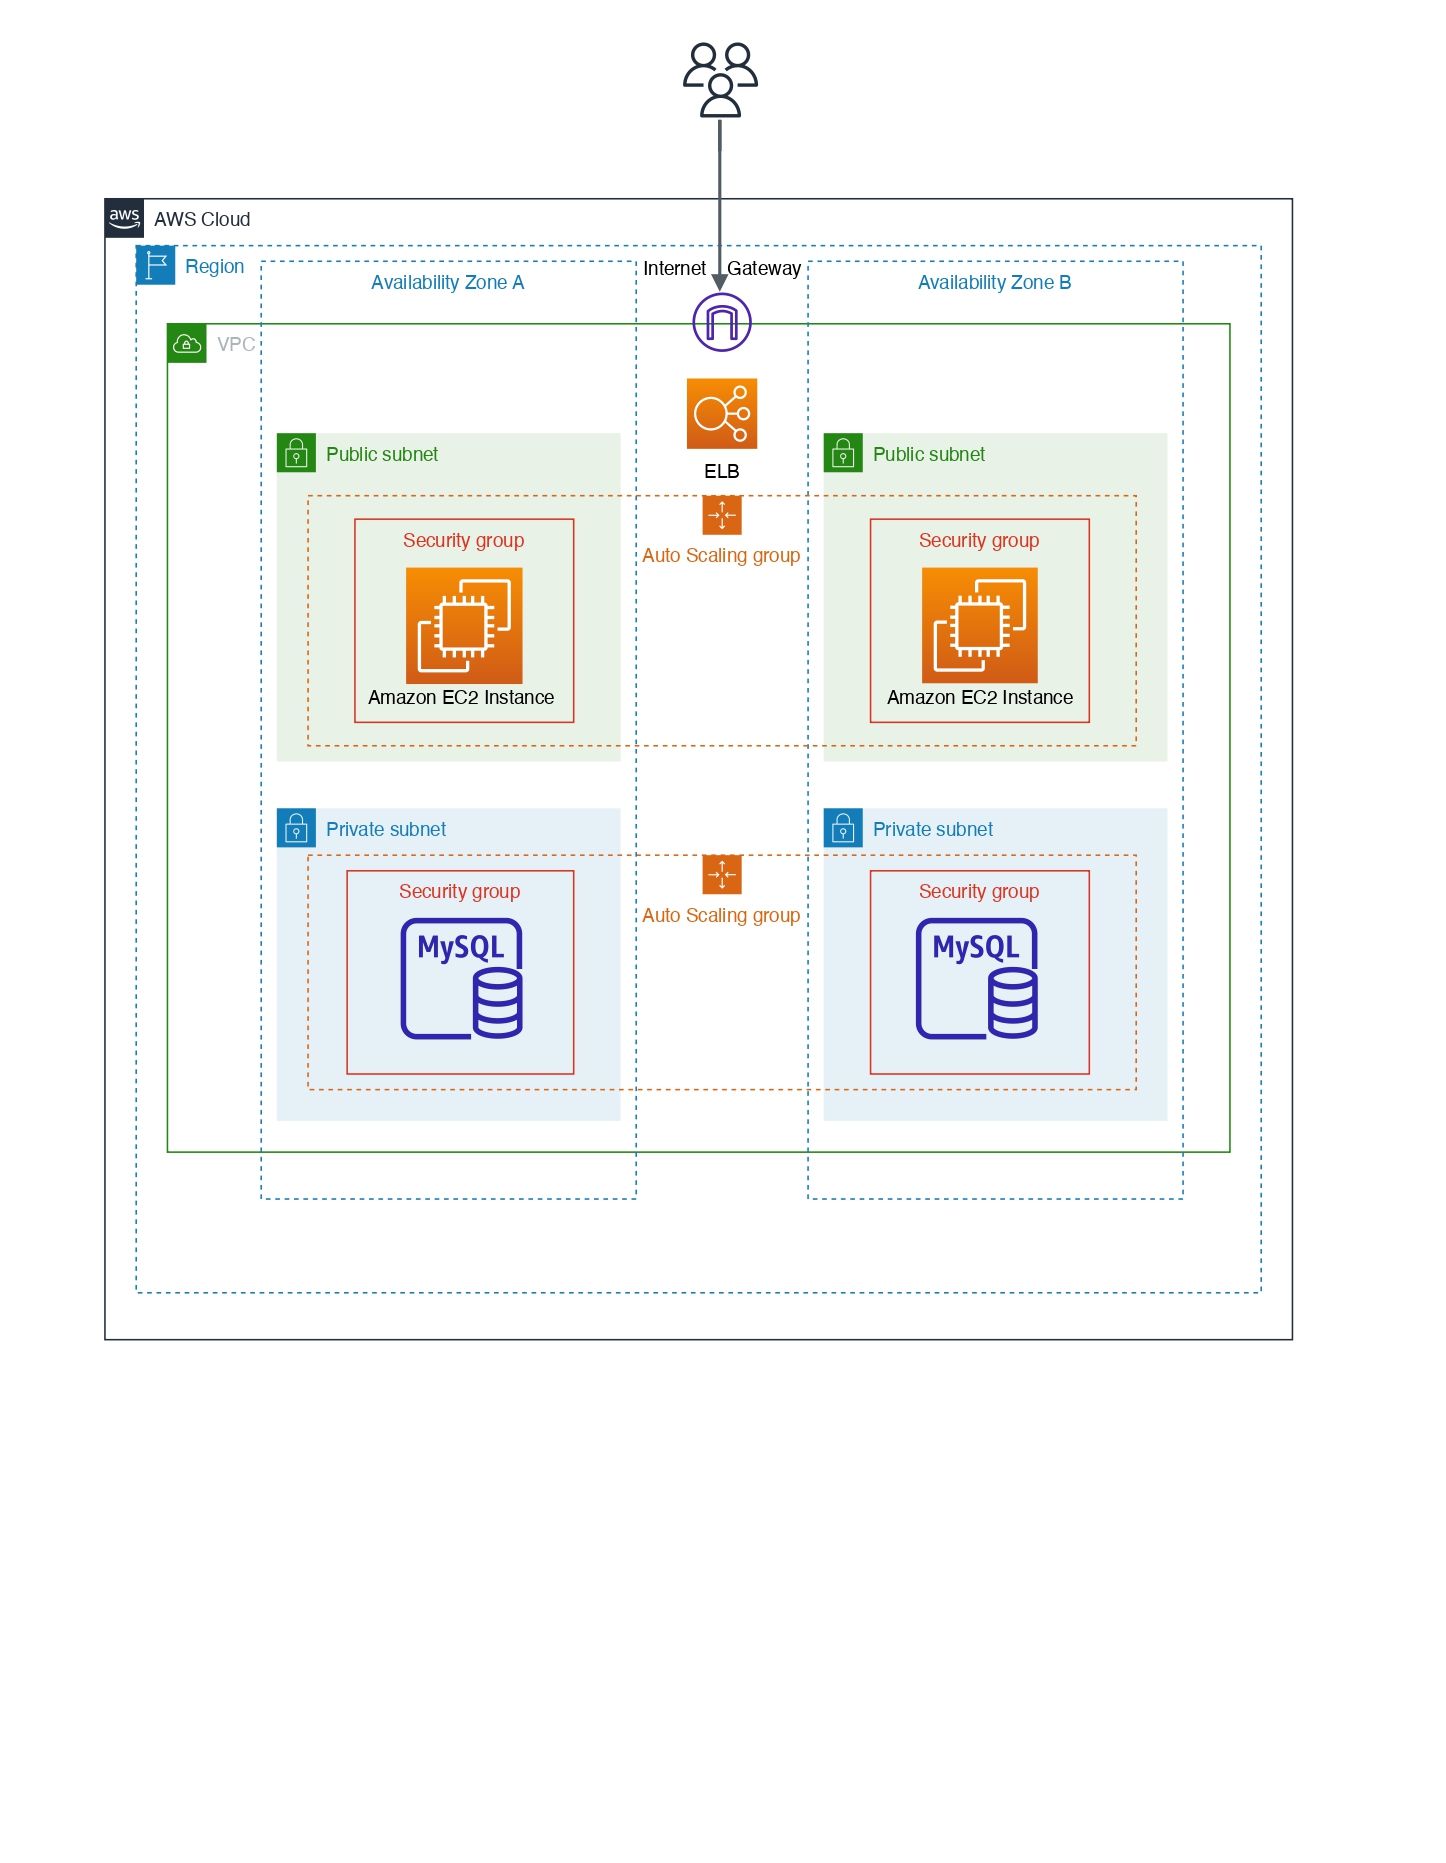 aws
AWS Cloud
Region
Availability Zone A
Internet Gateway
Availability Zone B
VPC
Public subnet
Public subnet
ELB
Security group
Auto Scaling group
Security group
Amazon EC2 Instance
Amazon EC2 Instance
Private subnet
Private subnet
Security group
Auto Scaling group
Security group
MySQL
MySQL